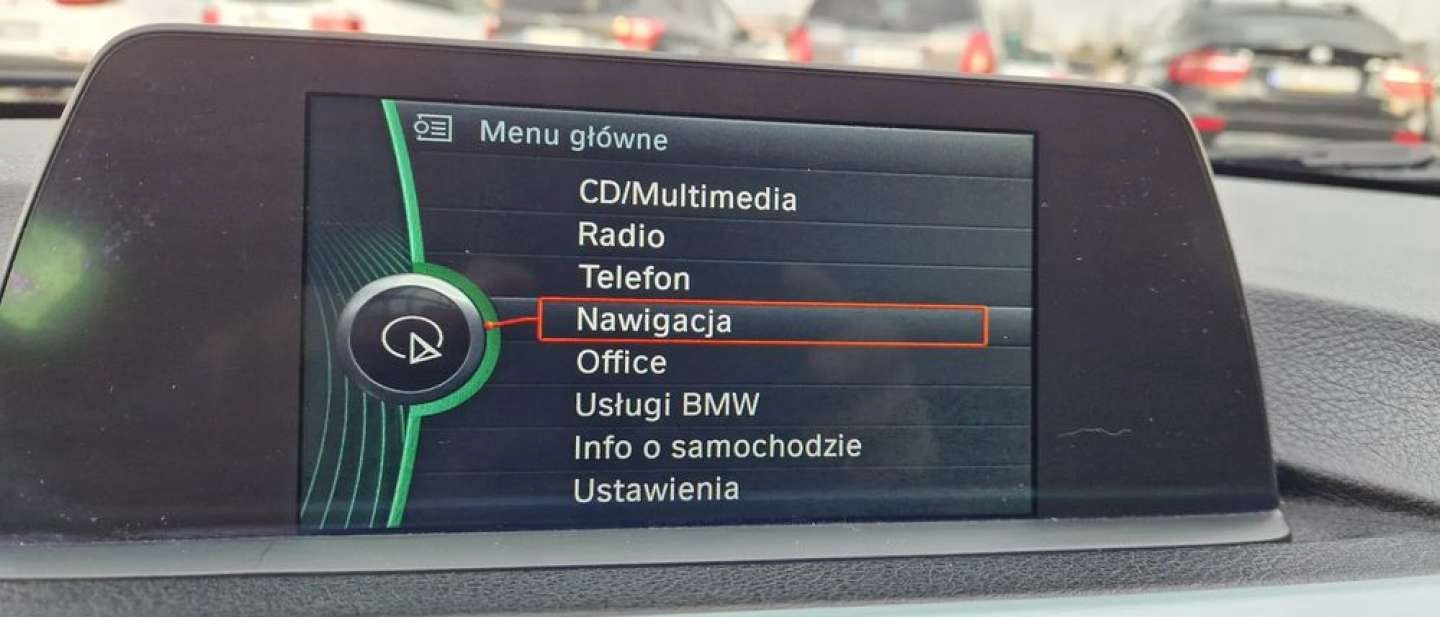 Menu główne
CD/Multimedia
Radio
Telefon
Nawigacja
Office
Usługi BMW
Info o samochodzie
Ustawienia